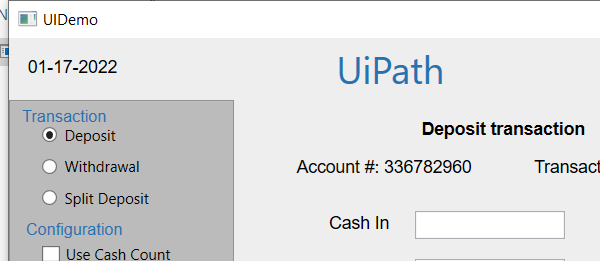 UIDemo
01-17-2022
UiPath
Transaction
Deposit
Withdrawal
Split Deposit
Configuration
Use Cash Count
Deposit transaction
Account #: 336782960 Transac
Cash In